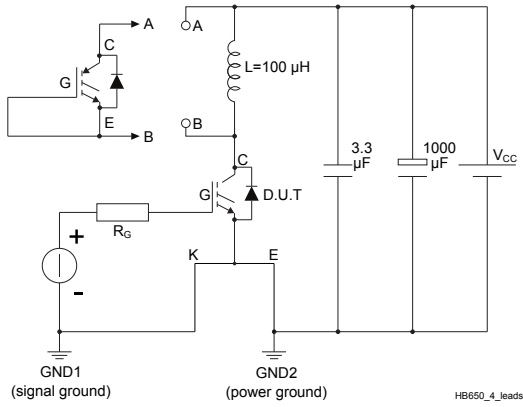 A
A
C
G
L=100 µH
E
B
B
C
3.3
µF
1000
µF
VCC
G
D.U.T
RG
+
-
K
E
GND1
(signal ground)
GND2
(power ground)
HB650_4_leads